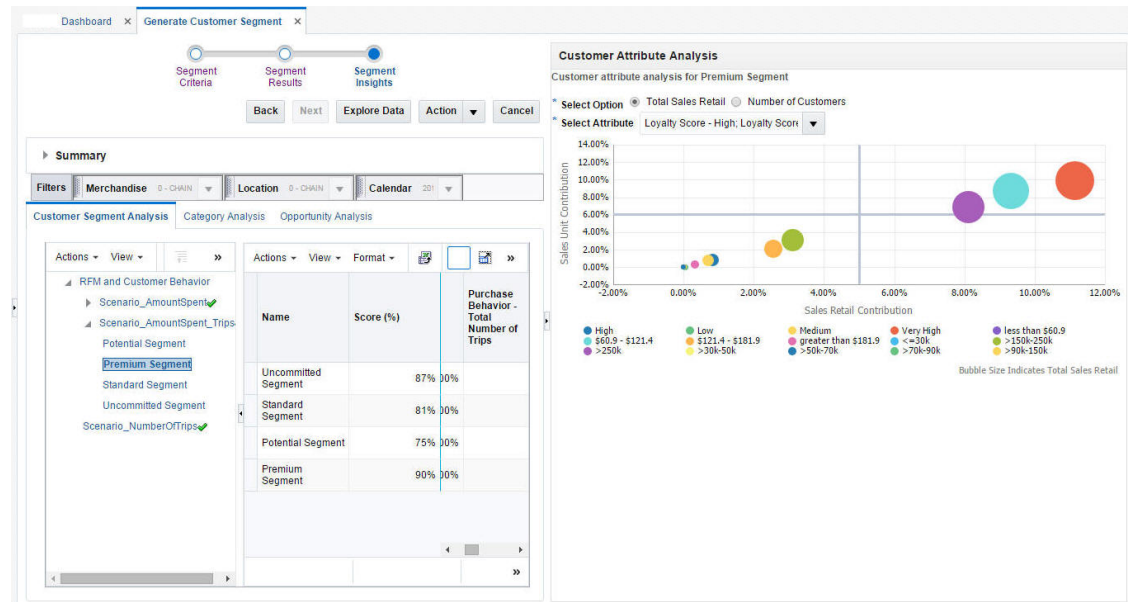 Dashboard × Generate Customer Segment ×
Segment Criteria
Segment Results
Segment Insights
Back Next Explore Data Action Cancel
Summary
Filters Merchandise 0 - CHAIN Location 0 - CHAIN Calendar 201
Customer Segment Analysis Category Analysis Opportunity Analysis
Actions View »
RFM and Customer Behavior
Scenario_AmountSpent
Scenario_AmountSpent_Trips
Potential Segment
Premium Segment
Standard Segment
Uncommitted Segment
Scenario_NumberOfTrips
Actions View Format »
Name Score (%) Purchase Behavior - Total Number of Trips
Uncommitted Segment 87% 00%
Standard Segment 81% 00%
Potential Segment 75% 00%
Premium Segment 90% 00%
»
Customer Attribute Analysis
Customer attribute analysis for Premium Segment
* Select Option Total Sales Retail Number of Customers
* Select Attribute Loyalty Score - High; Loyalty Score
Sales Unit Contribution
14.00%
12.00%
10.00%
8.00%
6.00%
4.00%
2.00%
0.00%
-2.00%
-2.00% 0.00% 2.00% 4.00% 6.00% 8.00% 10.00% 12.00%
Sales Retail Contribution
High Low Medium Very High less than $60.9
$60.9 - $121.4 $121.4 - $181.9 greater than $181.9 <=30k >150k-250k
>250k >30k-50k >50k-70k >70k-90k >90k-150k
Bubble Size Indicates Total Sales Retail